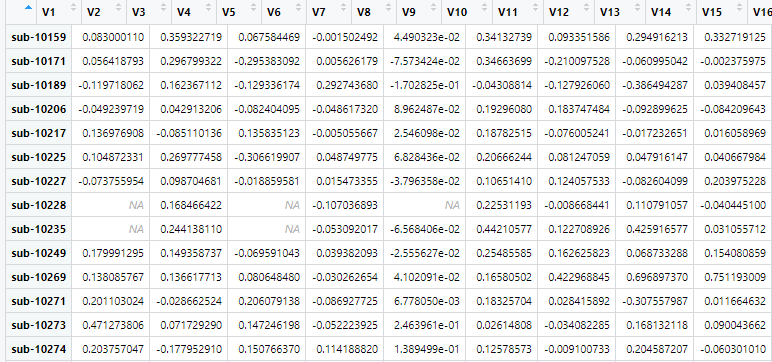 V1 V2 V3 V4 V5 V6 V7 V8 V9 V10 V11 V12 V13 V14 V15 V16
sub-10159 0.083000110 0.359322719 0.067584469 -0.001502492 4.490323e-02 0.34132739 0.093351586 0.294916213 0.332719125
sub-10171 0.056418793 0.296799322 -0.295383092 0.005626179 -7.573424e-02 0.34663699 -0.210097528 -0.060995042 -0.002375975
sub-10189 -0.119718062 0.162367112 -0.129336174 0.292743680 -1.702825e-01 -0.04308814 -0.127926060 -0.386494287 0.039408457
sub-10206 -0.049239719 0.042913206 -0.082404095 -0.048617320 8.962487e-02 0.19296080 0.183747484 -0.092899625 -0.084209643
sub-10217 0.136976908 -0.085110136 0.135835123 -0.005055667 2.546098e-02 0.18782515 -0.076005241 -0.017232651 0.016058969
sub-10225 0.104872331 0.269777458 -0.306619907 0.048749775 6.828436e-02 0.20666244 0.081247059 0.047916147 0.040667984
sub-10227 -0.073755954 0.098704681 -0.018859581 0.015473355 -3.796358e-02 0.10651410 0.124057533 -0.082604099 0.203975228
sub-10228 NA 0.168466422 NA -0.107036893 NA 0.22531193 -0.008668441 0.110791057 -0.040445100
sub-10235 NA 0.244138110 NA -0.053092017 -6.568406e-02 0.44210577 0.122708926 0.425916577 0.031055712
sub-10249 0.179991295 0.149358737 -0.069591043 0.039382093 -2.555627e-02 0.25485585 0.162625823 0.068733288 0.154080859
sub-10269 0.138085767 0.136617713 0.080648480 -0.030262654 4.102091e-02 0.16580502 0.422968845 0.696897370 0.751193009
sub-10271 0.201103024 -0.028662524 0.206079138 -0.086927725 6.778050e-03 0.18325704 0.028415892 -0.307557987 0.011664632
sub-10273 0.471273806 0.071729290 0.147246198 -0.052223925 2.463961e-01 0.02614808 -0.034082285 0.168132118 0.090043662
sub-10274 0.203757047 -0.177952910 0.150766370 0.114188820 1.389499e-01 0.12578573 -0.009100733 0.204587207 -0.060301010